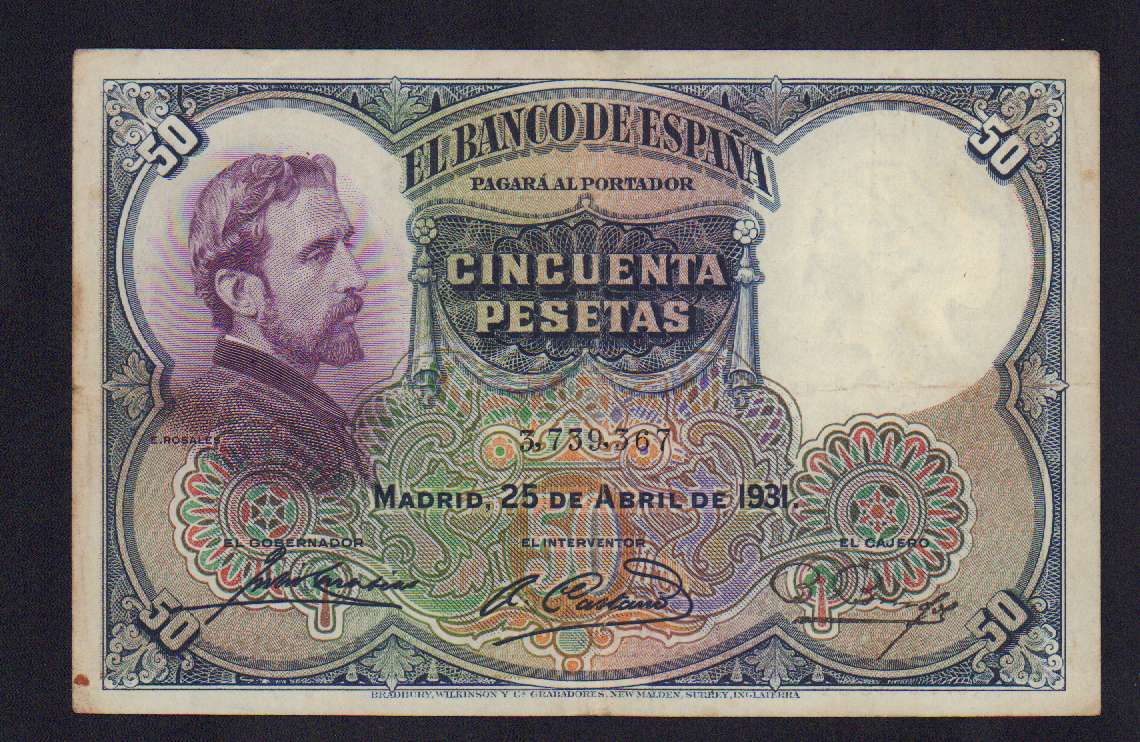 50
50
EL BANCO DE ESPAÑA
PAGARÁ AL PORTADOR
CINCUENTA
PESETAS
E. ROSALES
3,739,367
MADRID, 25 DE ABRIL DE 1931.
EL GOBERNADOR
EL INTERVENTOR
EL CAJERO
50
50
50
BRADBURY, WILKINSON Y Cª GRABADORES, NEW MALDEN, SURREY, INGLATERRA